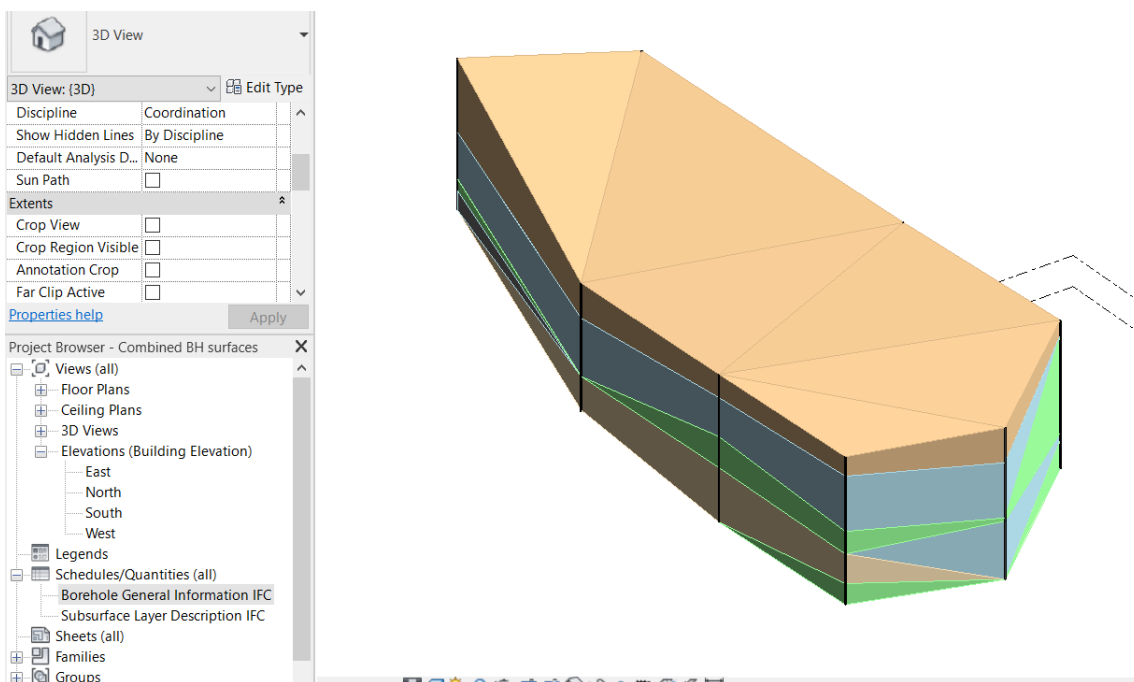 3D View
3D View: {3D}
Edit Type
Discipline Coordination
Show Hidden Lines By Discipline
Default Analysis D... None
Sun Path
Extents
Crop View
Crop Region Visible
Annotation Crop
Far Clip Active
Properties help Apply
Project Browser - Combined BH surfaces
Views (all)
Floor Plans
Ceiling Plans
3D Views
Elevations (Building Elevation)
East
North
South
West
Legends
Schedules/Quantities (all)
Borehole General Information IFC
Subsurface Layer Description IFC
Sheets (all)
Families
Groups